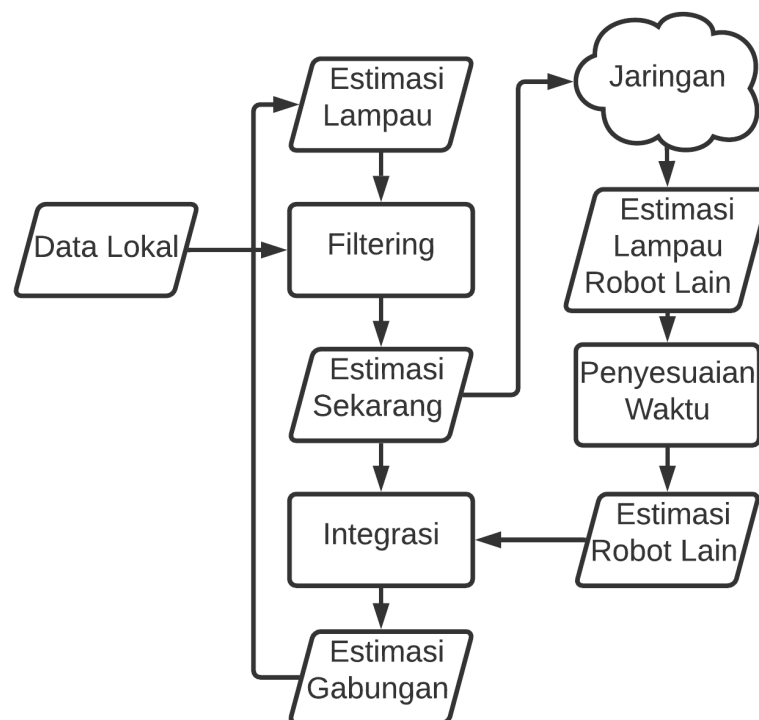 Estimasi
Lampau
Jaringan
Data Lokal
Filtering
Estimasi
Lampau
Robot Lain
Estimasi
Sekarang
Penyesuaian
Waktu
Integrasi
Estimasi
Robot Lain
Estimasi
Gabungan